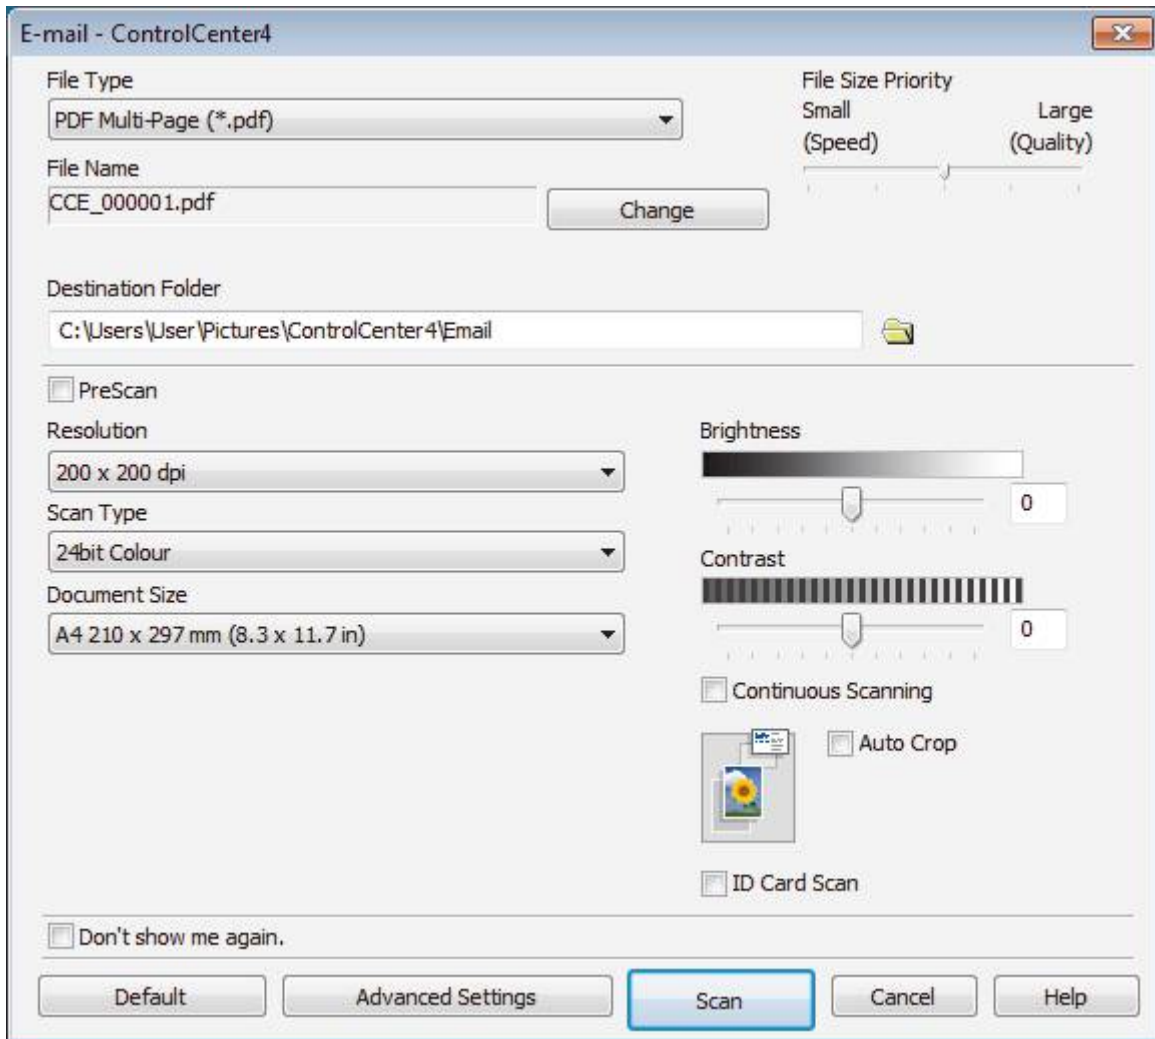 E-mail - ControlCenter4
File Type
PDF Multi-Page (*.pdf)
File Name
CCE_000001.pdf
Change
File Size Priority
Small Large
(Speed) (Quality)
Destination Folder
C:\Users\User\Pictures\ControlCenter4\Email
PreScan
Resolution
200 x 200 dpi
Scan Type
24bit Colour
Document Size
A4 210 x 297 mm (8.3 x 11.7 in)
Brightness
0
Contrast
0
Continuous Scanning
Auto Crop
ID Card Scan
Don't show me again.
Default Advanced Settings Scan Cancel Help